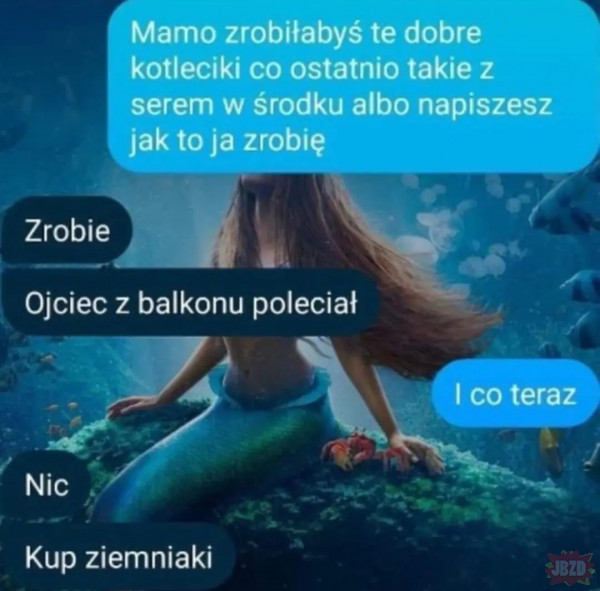 Mamo zrobiłabyś te dobre
kotleciki co ostatnio takie z
serem w środku albo napiszesz
jak to ja zrobię
Zrobie
Ojciec z balkonu poleciał
I co teraz
Nic
Kup ziemniaki
JBZD